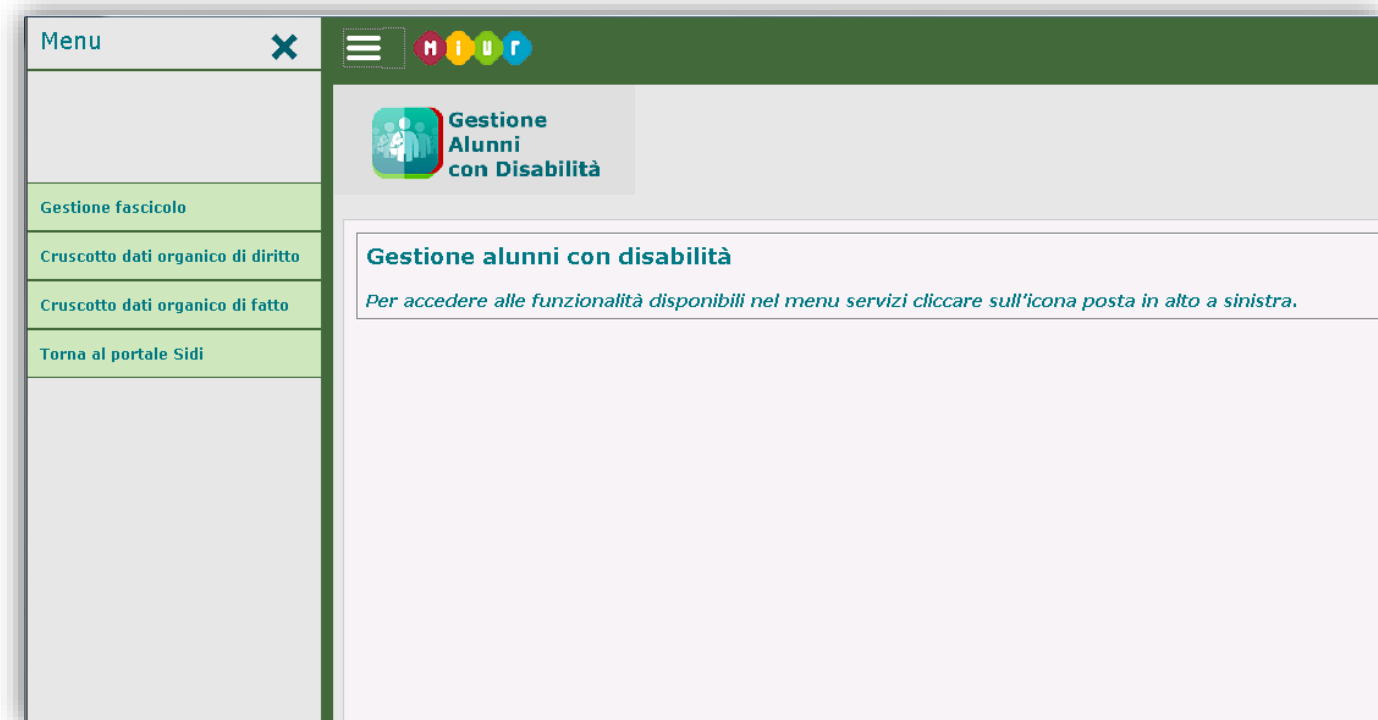 Menu
MIUR
Gestione
Alunni
con Disabilità
Gestione fascicolo
Cruscotto dati organico di diritto
Cruscotto dati organico di fatto
Torna al portale Sidi
Gestione alunni con disabilità
Per accedere alle funzionalità disponibili nel menu servizi cliccare sull'icona posta in alto a sinistra.